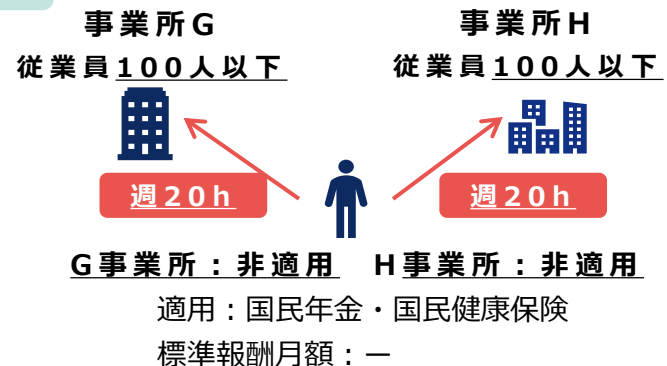 事業所G
従業員100人以下
事業所H
従業員100人以下
週20h
週20h
G事業所：非適用　H事業所：非適用
適用：国民年金・国民健康保険
標準報酬月額：ー